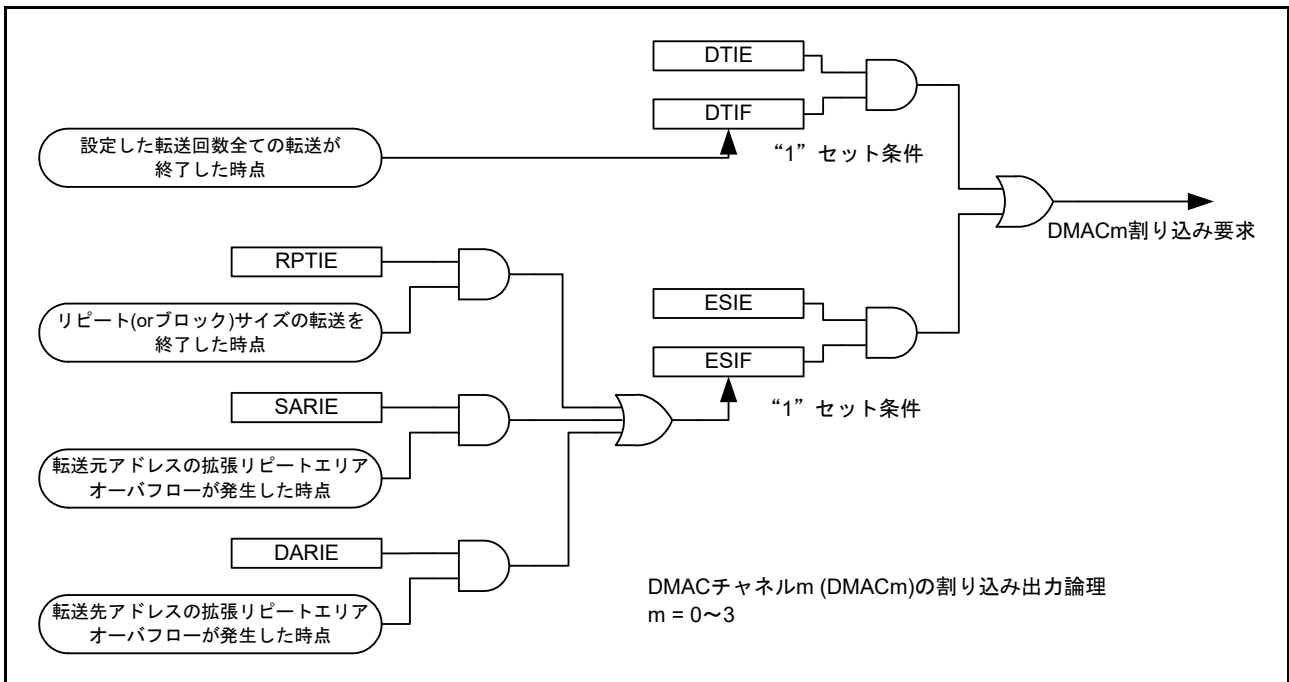 DTIE
DTIF
設定した転送回数全ての転送が
終了した時点
“1”セット条件
DMACm割り込み要求
RPTIE
リピート(orブロック)サイズの転送を
終了した時点
ESIE
ESIF
“1”セット条件
SARIE
転送元アドレスの拡張リピートエリア
オーバフローが発生した時点
DARIE
転送先アドレスの拡張リピートエリア
オーバフローが発生した時点
DMACチャネルm (DMACm)の割り込み出力論理
m = 0～3